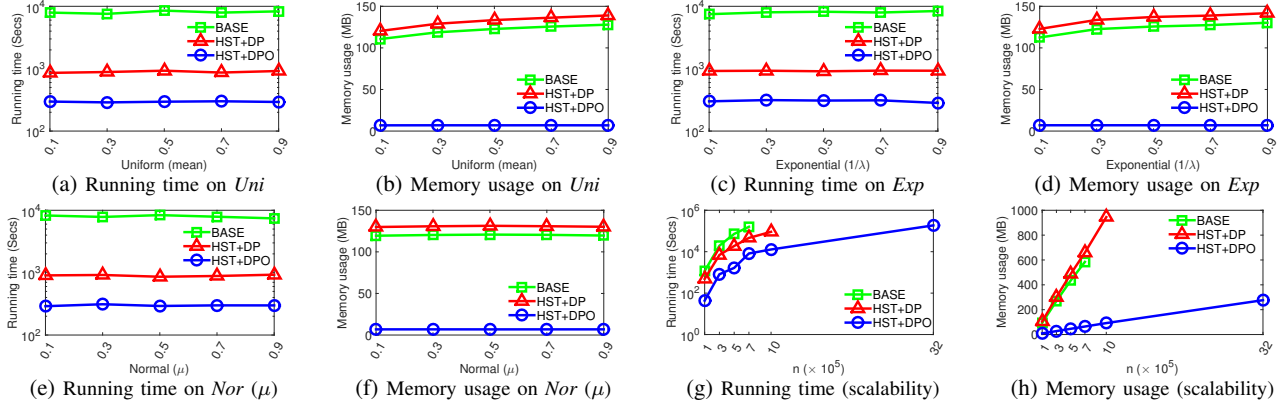 Running time (Secs)
10^4
10^3
10^2
BASE
HST+DP
HST+DPO
0.1 0.3 0.5 0.7 0.9
Uniform (mean)
(a) Running time on Uni
Memory usage (MB)
150
100
50
0
BASE
HST+DP
HST+DPO
0.1 0.3 0.5 0.7 0.9
Uniform (mean)
(b) Memory usage on Uni
Running time (Secs)
10^4
10^3
10^2
BASE
HST+DP
HST+DPO
0.1 0.3 0.5 0.7 0.9
Exponential (1/λ)
(c) Running time on Exp
Memory usage (MB)
150
100
50
0
BASE
HST+DP
HST+DPO
0.1 0.3 0.5 0.7 0.9
Exponential (1/λ)
(d) Memory usage on Exp
Running time (Secs)
10^4
10^3
10^2
BASE
HST+DP
HST+DPO
0.1 0.3 0.5 0.7 0.9
Normal (μ)
(e) Running time on Nor (μ)
Memory usage (MB)
150
100
50
0
BASE
HST+DP
HST+DPO
0.1 0.3 0.5 0.7 0.9
Normal (μ)
(f) Memory usage on Nor (μ)
Running time (Secs)
10^6
10^4
10^2
10^0
BASE
HST+DP
HST+DPO
1 3 5 7 10 32
n (× 10^5)
(g) Running time (scalability)
Memory usage (MB)
1000
800
600
400
200
0
BASE
HST+DP
HST+DPO
1 3 5 7 10 32
n (× 10^5)
(h) Memory usage (scalability)